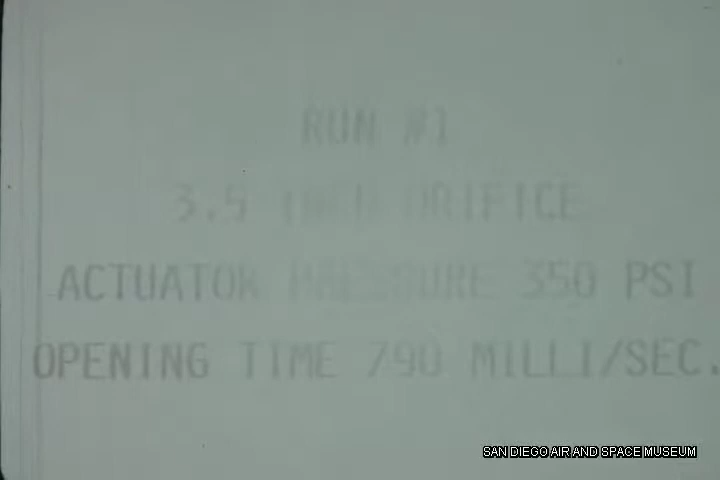 RUN #1
3.5 INCH ORIFICE
ACTUATOR PRESSURE 350 PSI
OPENING TIME 790 MILLI/SEC.
SAN DIEGO AIR AND SPACE MUSEUM